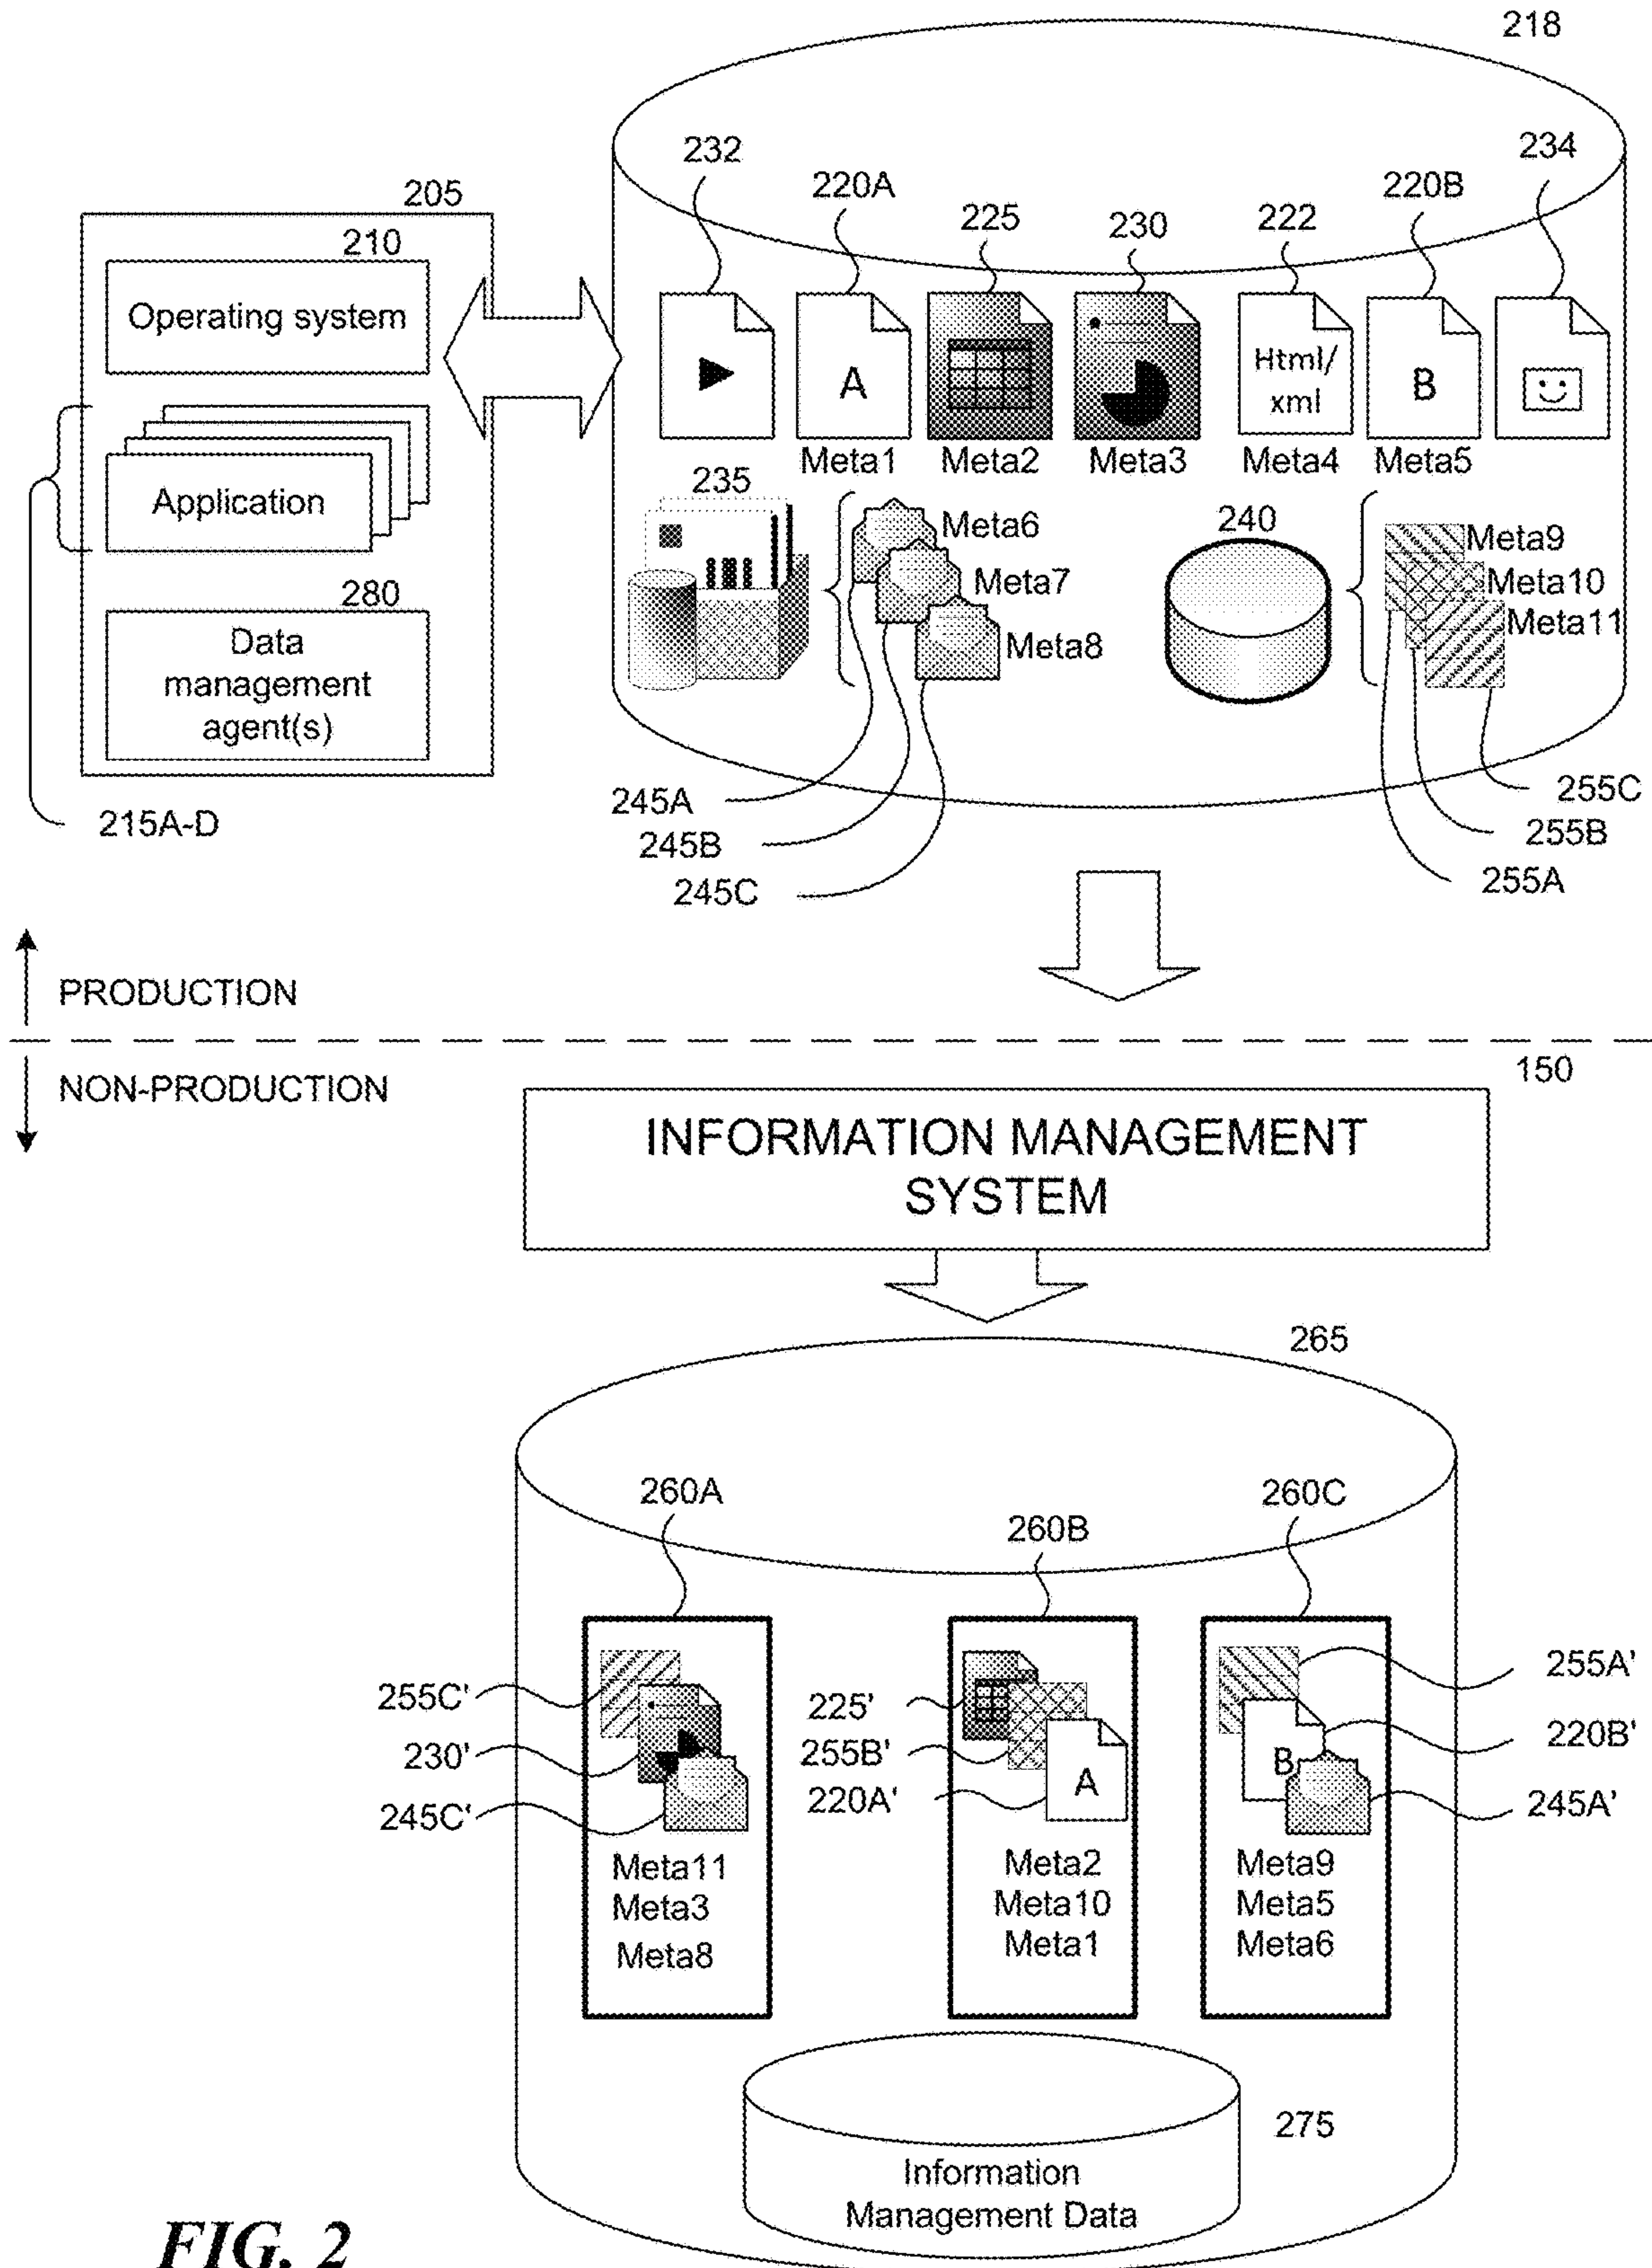 218
232
220A
225
230
222
220B
234
205
210
Operating system
Application
280
Data
management
agent(s)
215A-D
A
Html/
xml
B
Meta1
Meta2
Meta3
Meta4
Meta5
235
Meta6
Meta7
Meta8
240
Meta9
Meta10
Meta11
245A
245B
245C
255C
255B
255A
PRODUCTION
NON-PRODUCTION
150
INFORMATION MANAGEMENT
SYSTEM
265
260A
260B
260C
255C'
230'
245C'
Meta11
Meta3
Meta8
225'
255B'
220A'
A
Meta2
Meta10
Meta1
255A'
220B'
245A'
B
Meta9
Meta5
Meta6
275
Information
Management Data
FIG. 2